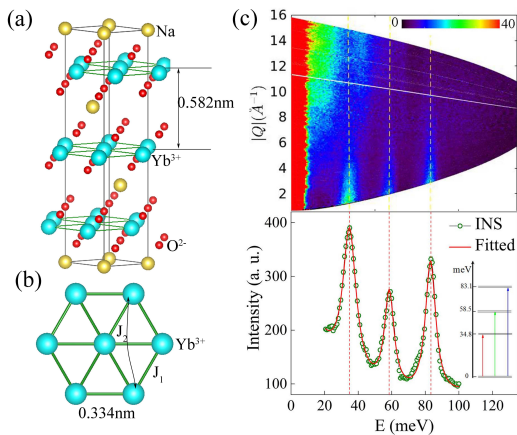 (a)
Na
0.582nm
Yb³⁺
O²⁻
(b)
J₂
Yb³⁺
J₁
0.334nm
(c)
0 40
|Q|(Å⁻¹)
16
14
12
10
8
6
4
2
Intensity (a. u.)
400
300
200
100
INS
Fitted
meV
83.1
58.5
34.8
0
0 20 40 60 80 100 120
E (meV)